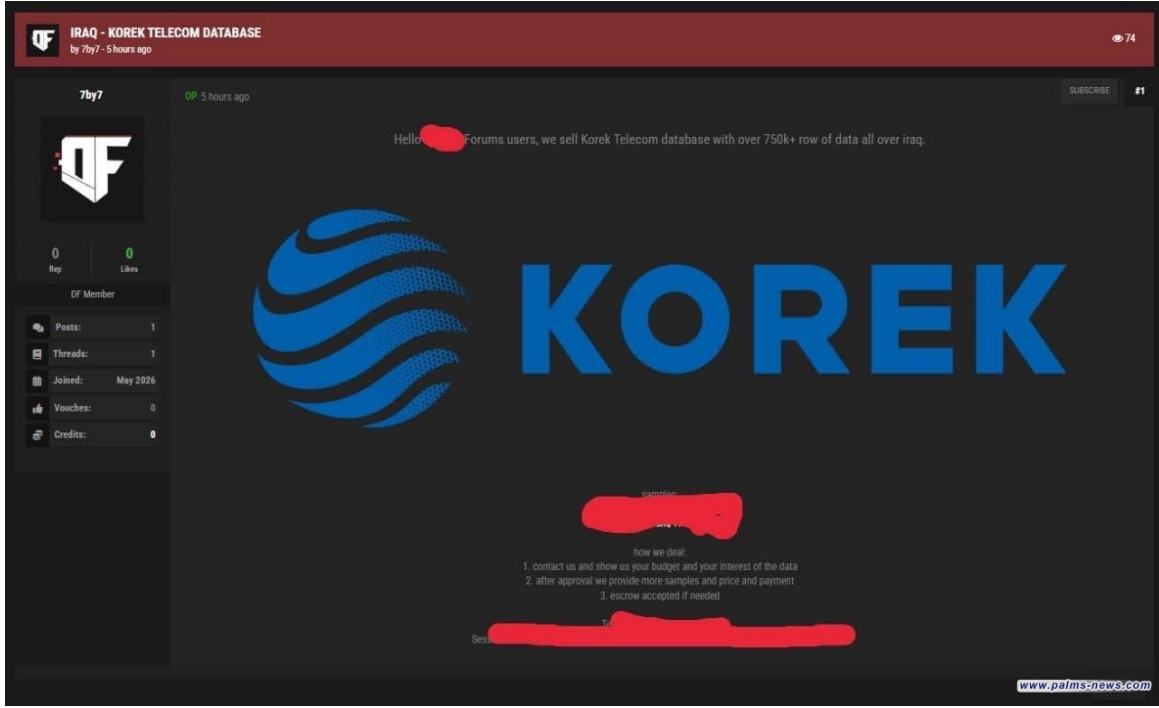 IRAQ - KOREK TELECOM DATABASE
by 7by7 - 5 hours ago
74
7by7
OP 5 hours ago
SUBSCRIBE
#1
Hello Forums users, we sell Korek Telecom database with over 750k+ row of data all over iraq.
DF
KOREK
0
Rep
0
Likes
DF Member
Posts: 1
Threads: 1
Joined: May 2026
Vouches: 0
Credits: 0
samples:
how we deal:
1. contact us and show us your budget and your interest of the data
2. after approval we provide more samples and price and payment
3. escrow accepted if needed
www.palms-news.com